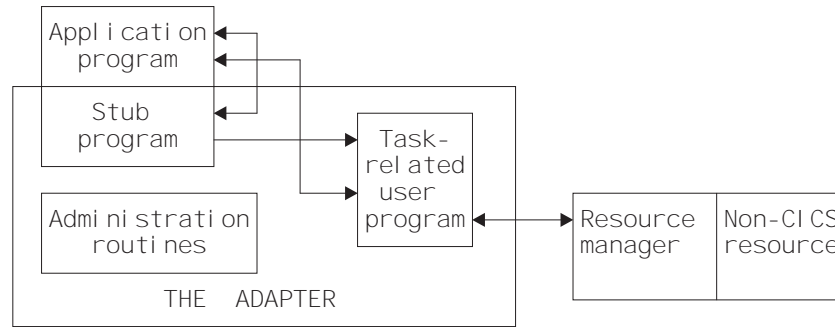 Application
program
Stub
program
Task-
related
user
program
Administration
routines
Resource
manager
Non-CICS
resource
THE ADAPTER